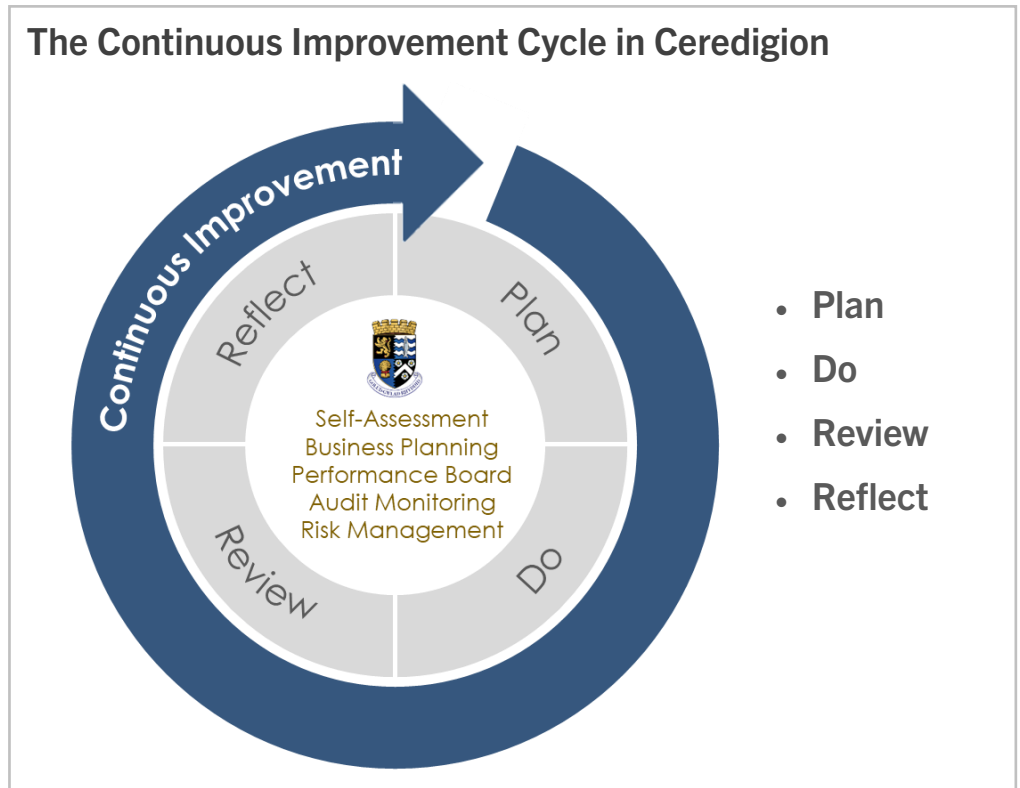 The Continuous Improvement Cycle in Ceredigion
Continuous Improvement
Reflect
Plan
Self-Assessment
Business Planning
Performance Board
Audit Monitoring
Risk Management
Review
Do
• Plan
• Do
• Review
• Reflect